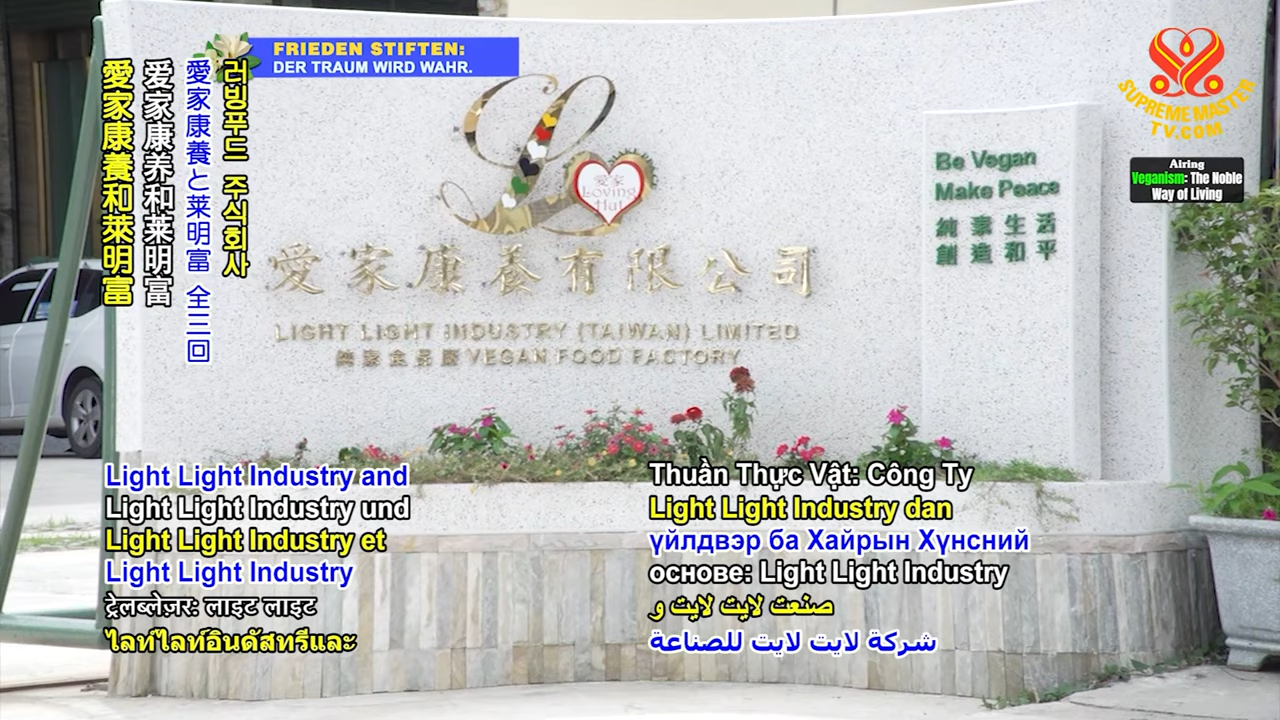 FRIEDEN STIFTEN:
DER TRAUM WIRD WAHR.
愛家康養和萊明富
爱家康养和莱明富
愛家康養と莱明富 全三回
러빙푸드 주식회사
SUPREME MASTER
TV.COM
Airing
Veganism: The Noble
Way of Living
L
愛家
Loving
Hut
愛家康養有限公司
LIGHT LIGHT INDUSTRY (TAIWAN) LIMITED
純素食品廠 VEGAN FOOD FACTORY
Be Vegan
Make Peace
純素生活
創造和平
Light Light Industry and
Light Light Industry und
Light Light Industry et
Light Light Industry
ट्रेलब्लेज़र: लाइट लाइट
ไลท์ไลท์อินดัสทรีและ
Thuần Thực Vật: Công Ty
Light Light Industry dan
үйлдвэр ба Хайрын Хүнсний
основе: Light Light Industry
صنعت لایت لایت و
شركة لايت لايت للصناعة